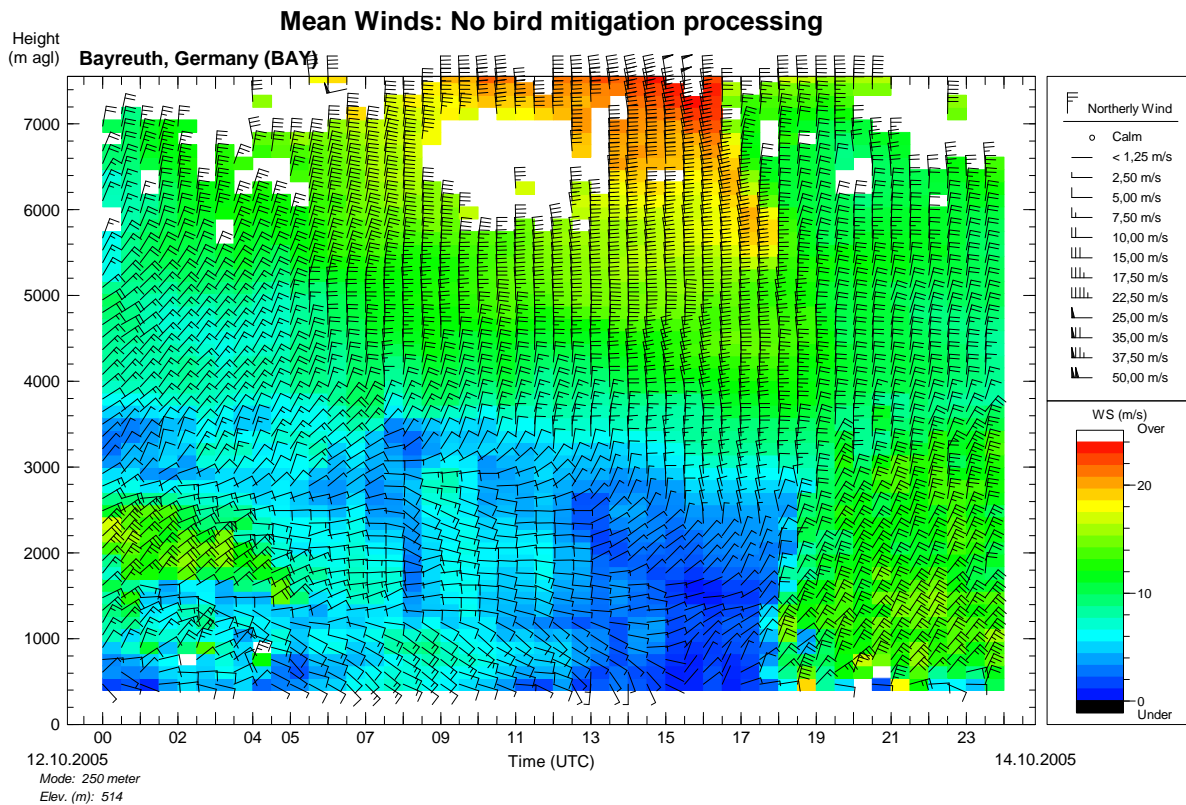 Mean Winds: No bird mitigation processing
Height
(m agl)
Bayreuth, Germany (BAY)
7000
6000
5000
4000
3000
2000
1000
0
00 02 04 05 07 09 11 13 15 17 19 21 23
12.10.2005
Time (UTC)
14.10.2005
Mode: 250 meter
Elev. (m): 514
Northerly Wind
Calm
< 1,25 m/s
2,50 m/s
5,00 m/s
7,50 m/s
10,00 m/s
15,00 m/s
17,50 m/s
22,50 m/s
25,00 m/s
35,00 m/s
37,50 m/s
50,00 m/s
WS (m/s)
Over
20
10
0
Under